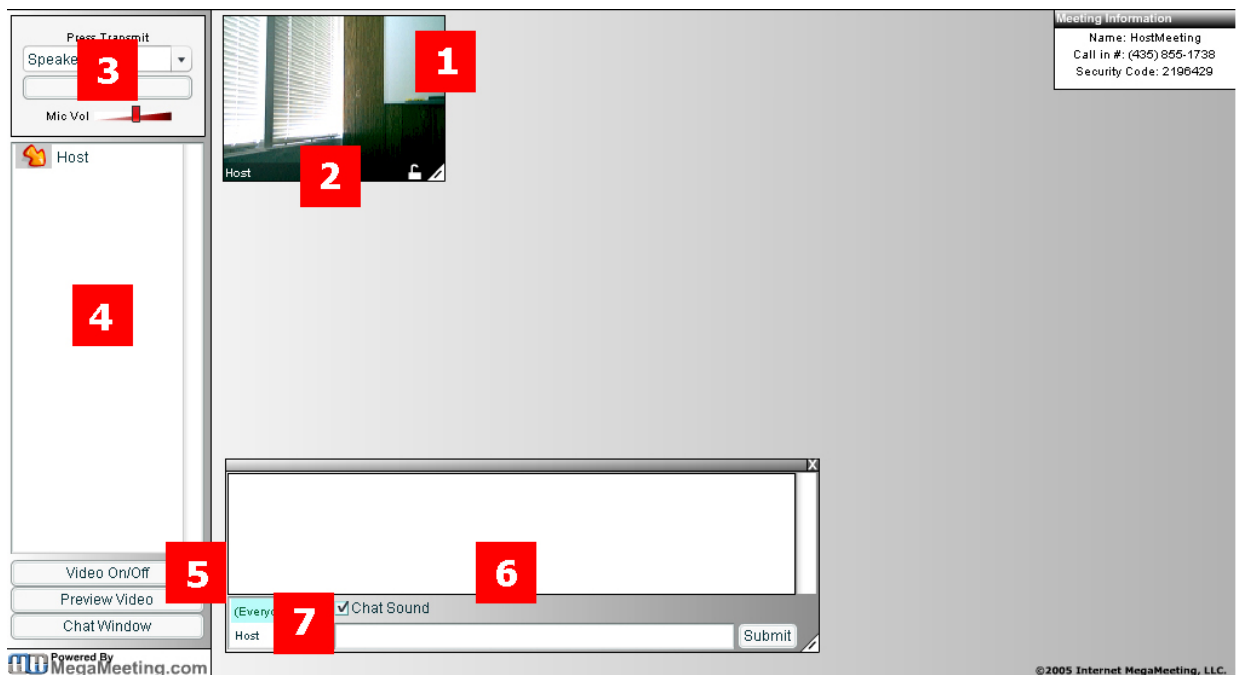 Press Transmit
Speake
3
Mic Vol
Host
4
Video On/Off
Preview Video
Chat Window
5
Powered By
MegaMeeting.com
1
Host
2
Meeting Information
Name: HostMeeting
Call in #: (435) 855-1738
Security Code: 2196429
X
6
(Everyo
7
Chat Sound
Host
Submit
©2005 Internet MegaMeeting, LLC.